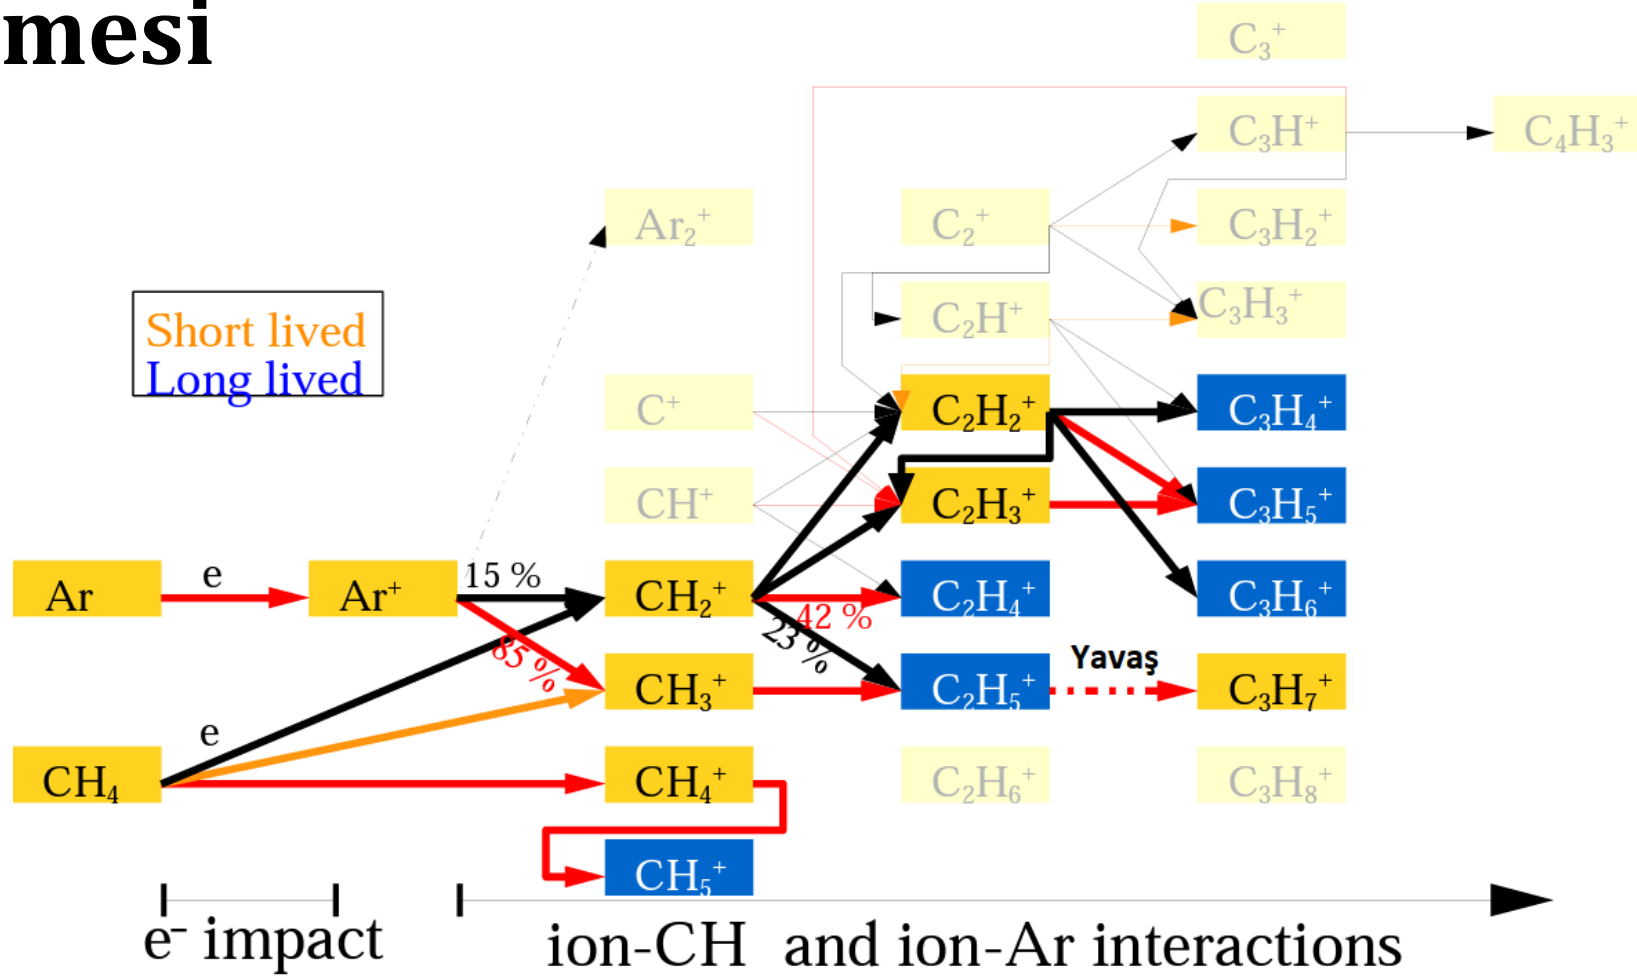 mesi
C₃⁺
C₃H⁺
C₄H₃⁺
Ar₂⁺
C₂⁺
C₃H₂⁺
Short lived
Long lived
C₂H⁺
C₃H₃⁺
C⁺
C₂H₂⁺
C₃H₄⁺
CH⁺
C₂H₃⁺
C₃H₅⁺
Ar
e
Ar⁺
15 %
CH₂⁺
42 %
C₂H₄⁺
C₃H₆⁺
85 %
23 %
CH₃⁺
C₂H₅⁺
Yavaş
C₃H₇⁺
e
CH₄
CH₄⁺
C₂H₆⁺
C₃H₈⁺
CH₅⁺
e⁻ impact
ion-CH and ion-Ar interactions